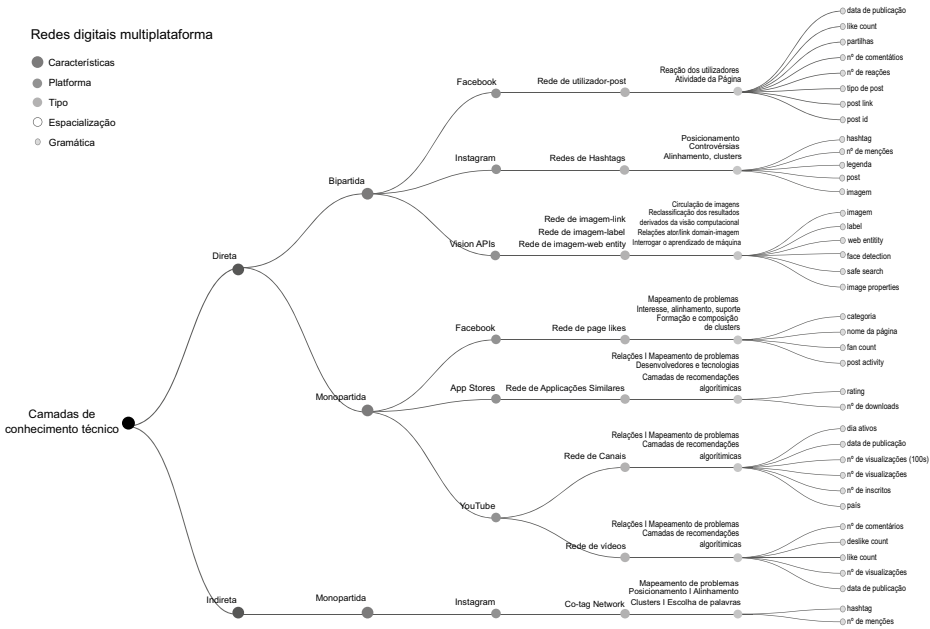 Redes digitais multiplataforma
Características
Platforma
Tipo
Espacialização
Gramática
Camadas de
conhecimento técnico
Direta
Indireta
Bipartida
Monopartida
Monopartida
Facebook
Rede de utilizador-post
Reação dos utilizadores
Atividade da Página
data de publicação
like count
partilhas
nº de comentátios
nº de reações
tipo de post
post link
post id
Instagram
Redes de Hashtags
Posicionamento
Controvérsias
Alinhamento, clusters
hashtag
nº de menções
legenda
post
imagem
Vision APIs
Rede de imagem-link
Rede de imagem-label
Rede de imagem-web entity
Circulação de imagens
Reclassificação dos resultados
derivados da visão computacional
Relações ator/link domain-imagem
Interrogar o aprendizado de máquina
imagem
label
web entitity
face detection
safe search
image properties
Facebook
Rede de page likes
Mapeamento de problemas
Interesse, alinhamento, suporte
Formação e composição
de clusters
categoria
nome da página
fan count
post activity
App Stores
Rede de Applicações Similares
Relações I Mapeamento de problemas
Desenvolvedores e tecnologias
Camadas de recomendações
algorítimicas
rating
nº de downloads
YouTube
Rede de Canais
Relações I Mapeamento de problemas
Camadas de recomendações
algorítimicas
dia ativos
data de publicação
nº de visualizações (100s)
nº de visualizações
nº de inscritos
país
Rede de vídeos
Relações I Mapeamento de problemas
Camadas de recomendações
algorítimicas
nº de comentários
deslike count
like count
nº de visualizações
data de publicação
Instagram
Co-tag Network
Mapeamento de problemas
Posicionamento I Alinhamento
Clusters I Escolha de palavras
hashtag
nº de menções